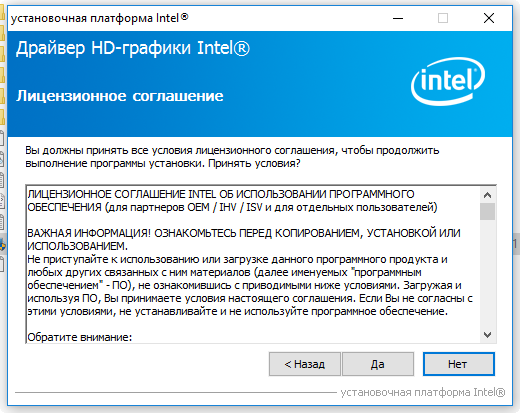 установочная платформа Intel®
Драйвер HD-графики Intel®
Лицензионное соглашение
intel
Вы должны принять все условия лицензионного соглашения, чтобы продолжить
выполнение программы установки. Принять условия?
ЛИЦЕНЗИОННОЕ СОГЛАШЕНИЕ INTEL ОБ ИСПОЛЬЗОВАНИИ ПРОГРАММНОГО
ОБЕСПЕЧЕНИЯ (для партнеров OEM / IHV / ISV и для отдельных пользователей)
ВАЖНАЯ ИНФОРМАЦИЯ! ОЗНАКОМЬТЕСЬ ПЕРЕД КОПИРОВАНИЕМ, УСТАНОВКОЙ ИЛИ
ИСПОЛЬЗОВАНИЕМ.
Не приступайте к использованию или загрузке данного программного продукта и
любых других связанных с ним материалов (далее именуемых "программным
обеспечением" - ПО), не ознакомившись с приводимыми ниже условиями. Загружая и
используя ПО, Вы принимаете условия настоящего соглашения. Если Вы не согласны с
этими условиями, не устанавливайте и не используйте программное обеспечение.
Обратите внимание:
< Назад
Да
Нет
установочная платформа Intel®
1